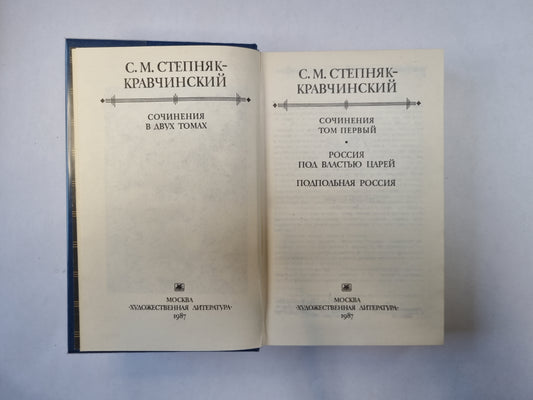 С. М. СТЕПНЯК-
КРАВЧИНСКИЙ
СОЧИНЕНИЯ
В ДВУХ ТОМАХ
МОСКВА
«ХУДОЖЕСТВЕННАЯ ЛИТЕРАТУРА»
1987
С. М. СТЕПНЯК-
КРАВЧИНСКИЙ
СОЧИНЕНИЯ
ТОМ ПЕРВЫЙ
•
РОССИЯ
ПОД ВЛАСТЬЮ ЦАРЕЙ
ПОДПОЛЬНАЯ РОССИЯ
МОСКВА
«ХУДОЖЕСТВЕННАЯ ЛИТЕРАТУРА»
1987